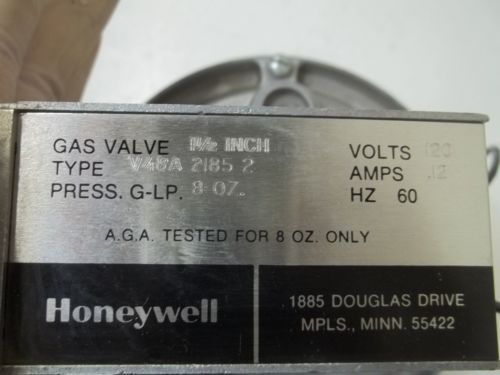 GAS VALVE 1½ INCH
TYPE V48A 2185 2
PRESS. G-LP. 8 OZ.
VOLTS 120
AMPS .12
HZ 60
A.G.A. TESTED FOR 8 OZ. ONLY
Honeywell
1885 DOUGLAS DRIVE
MPLS., MINN. 55422